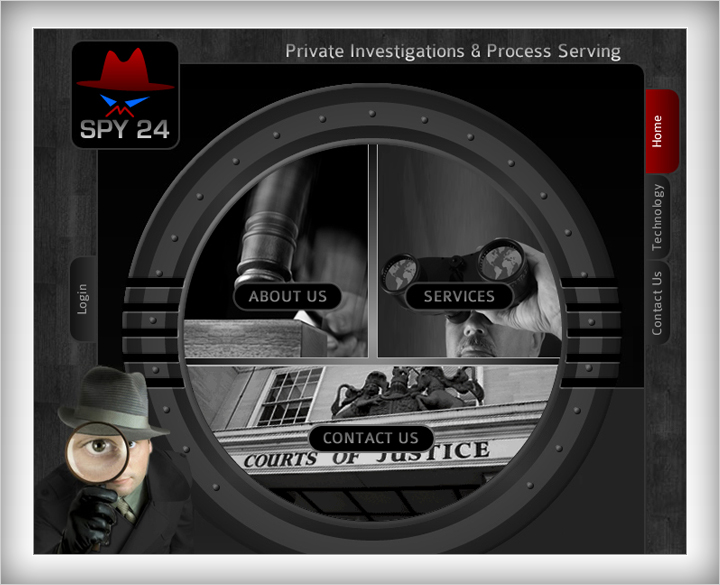 Private Investigations & Process Serving
SPY 24
Home
Technology
Contact Us
Login
ABOUT US
SERVICES
CONTACT US
COURTS OF JUSTICE